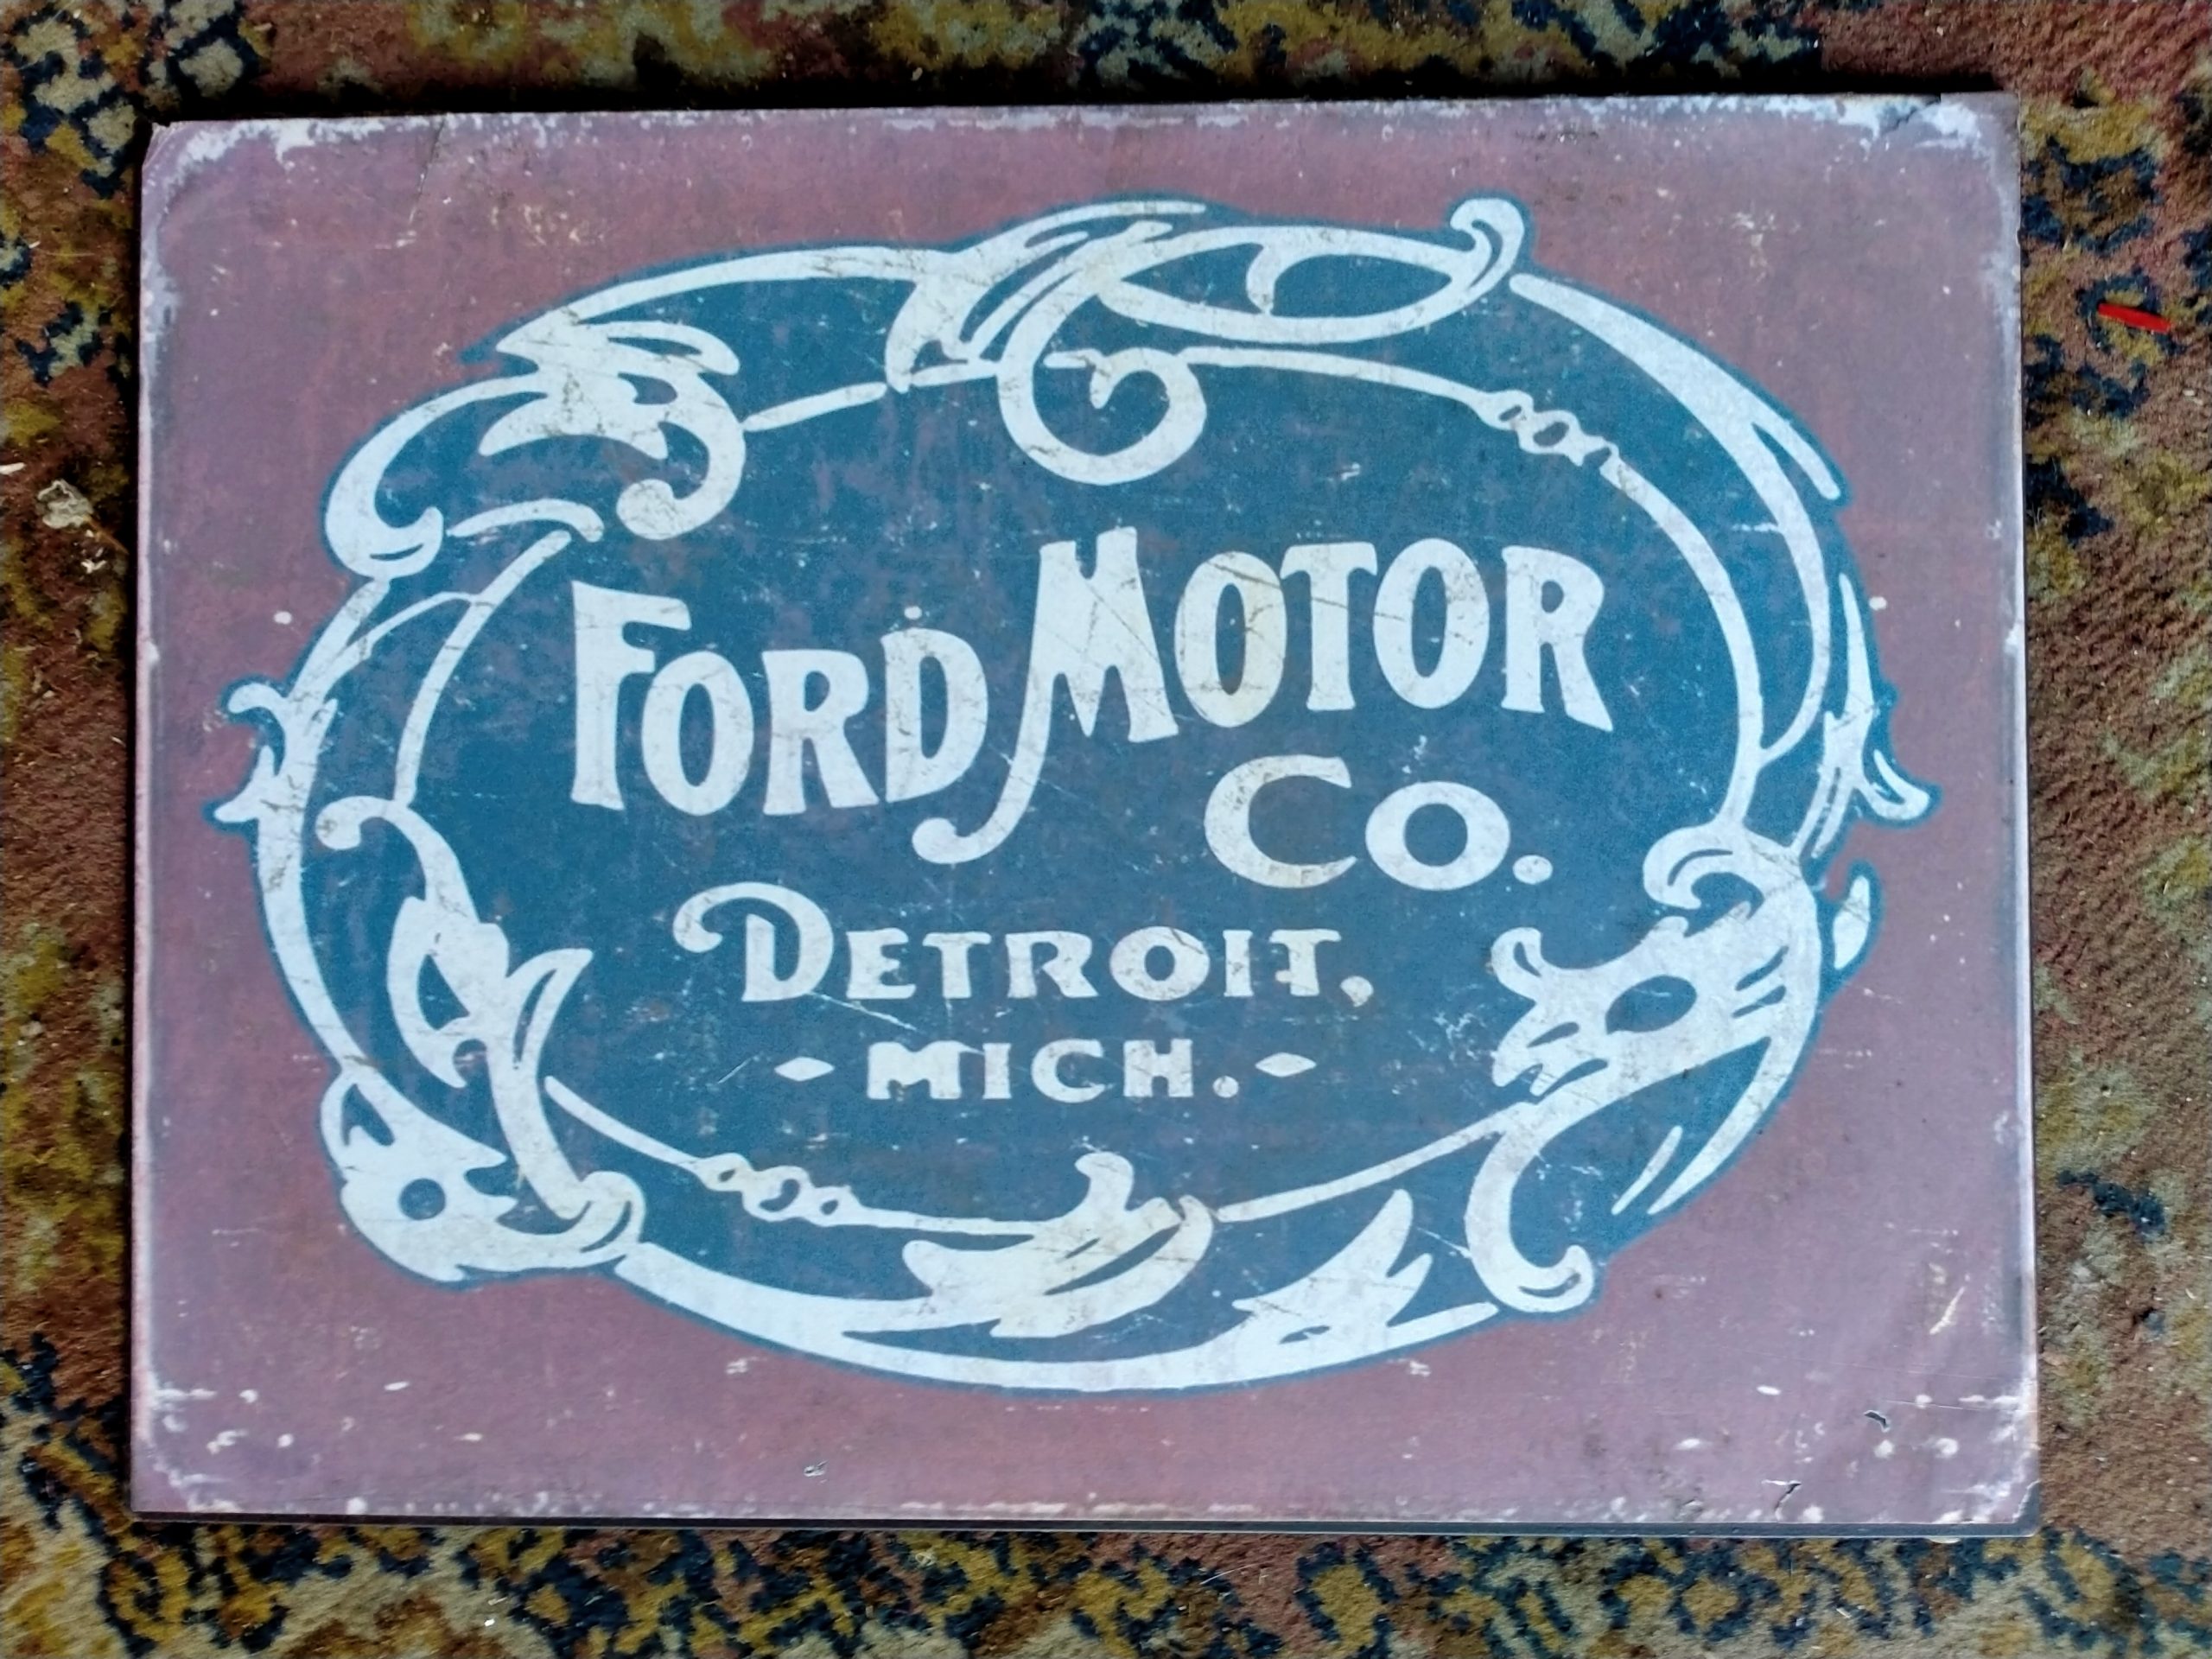 FORD MOTOR
CO.
DETROIT,
MICH.